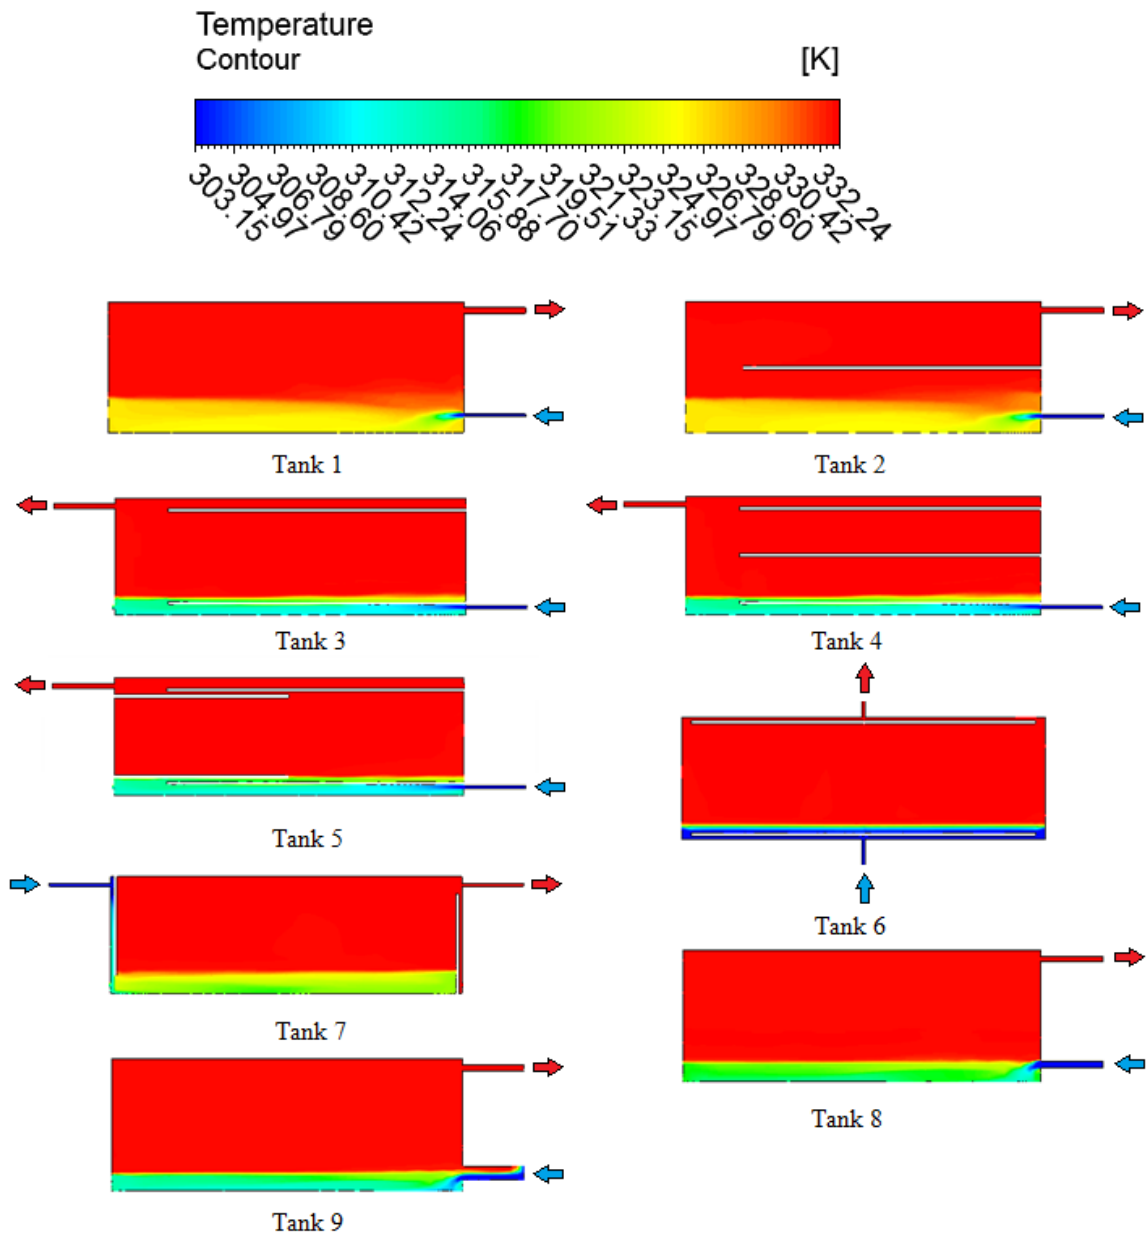 Temperature
Contour [K]
303.15
304.97
306.79
308.60
310.42
312.24
314.06
315.88
317.70
319.51
321.33
323.15
324.97
326.79
328.60
330.42
332.24
Tank 1
Tank 2
Tank 3
Tank 4
Tank 5
Tank 6
Tank 7
Tank 8
Tank 9